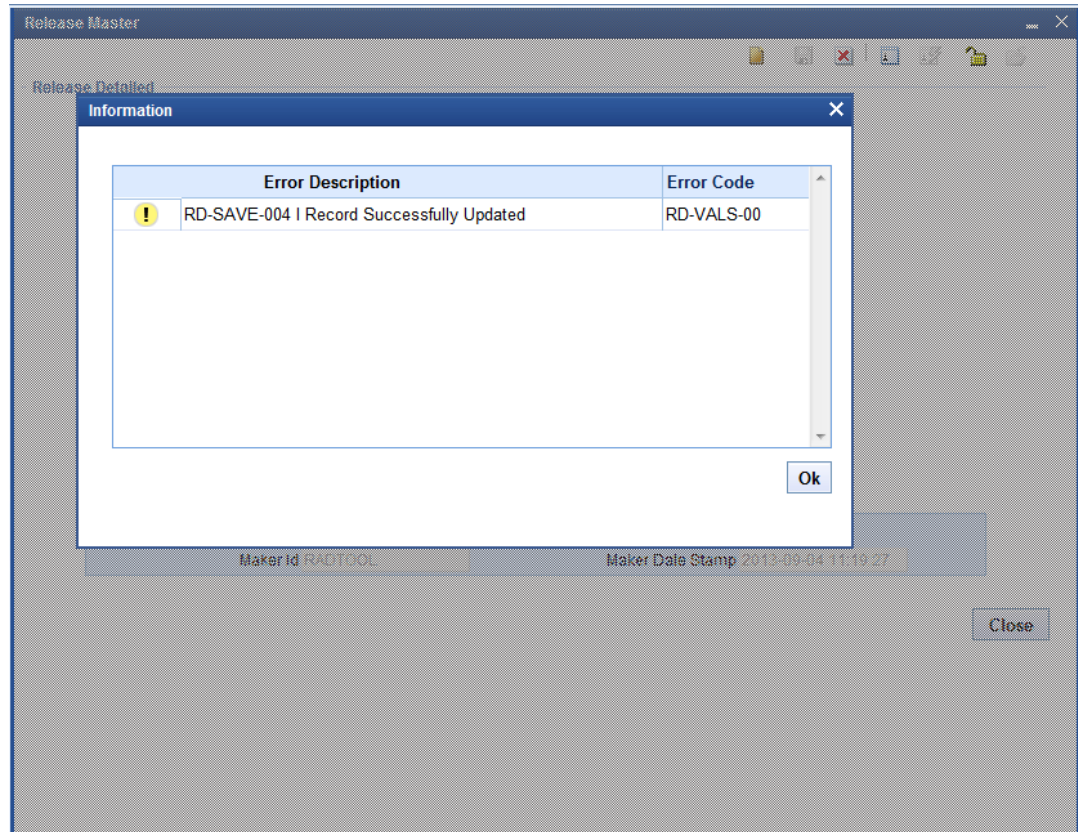 Release Master
Release Detailed
Information
Error Description Error Code
RD-SAVE-004 I Record Successfully Updated RD-VALS-00
Ok
Maker Id RADTOOL Maker Date Stamp 2013-09-04 11:19:27
Close